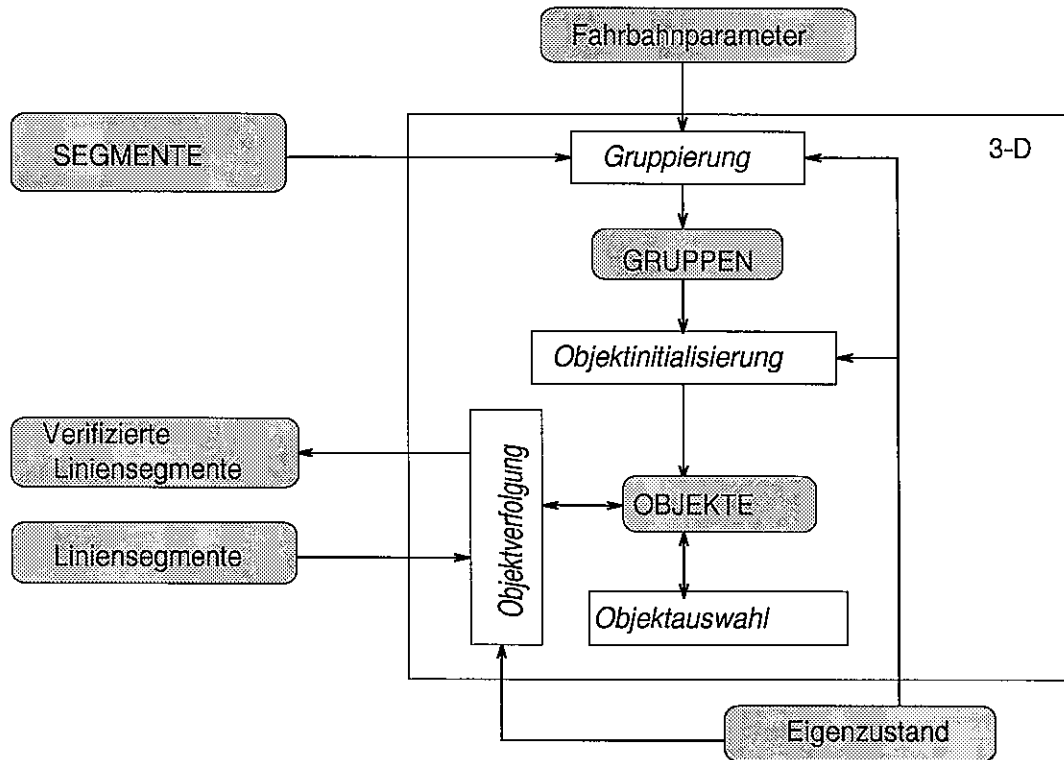 Fahrbahnparameter
3-D
SEGMENTE
Gruppierung
GRUPPEN
Objektinitialisierung
Verifizierte
Liniensegmente
Objektverfolgung
OBJEKTE
Liniensegmente
Objektauswahl
Eigenzustand